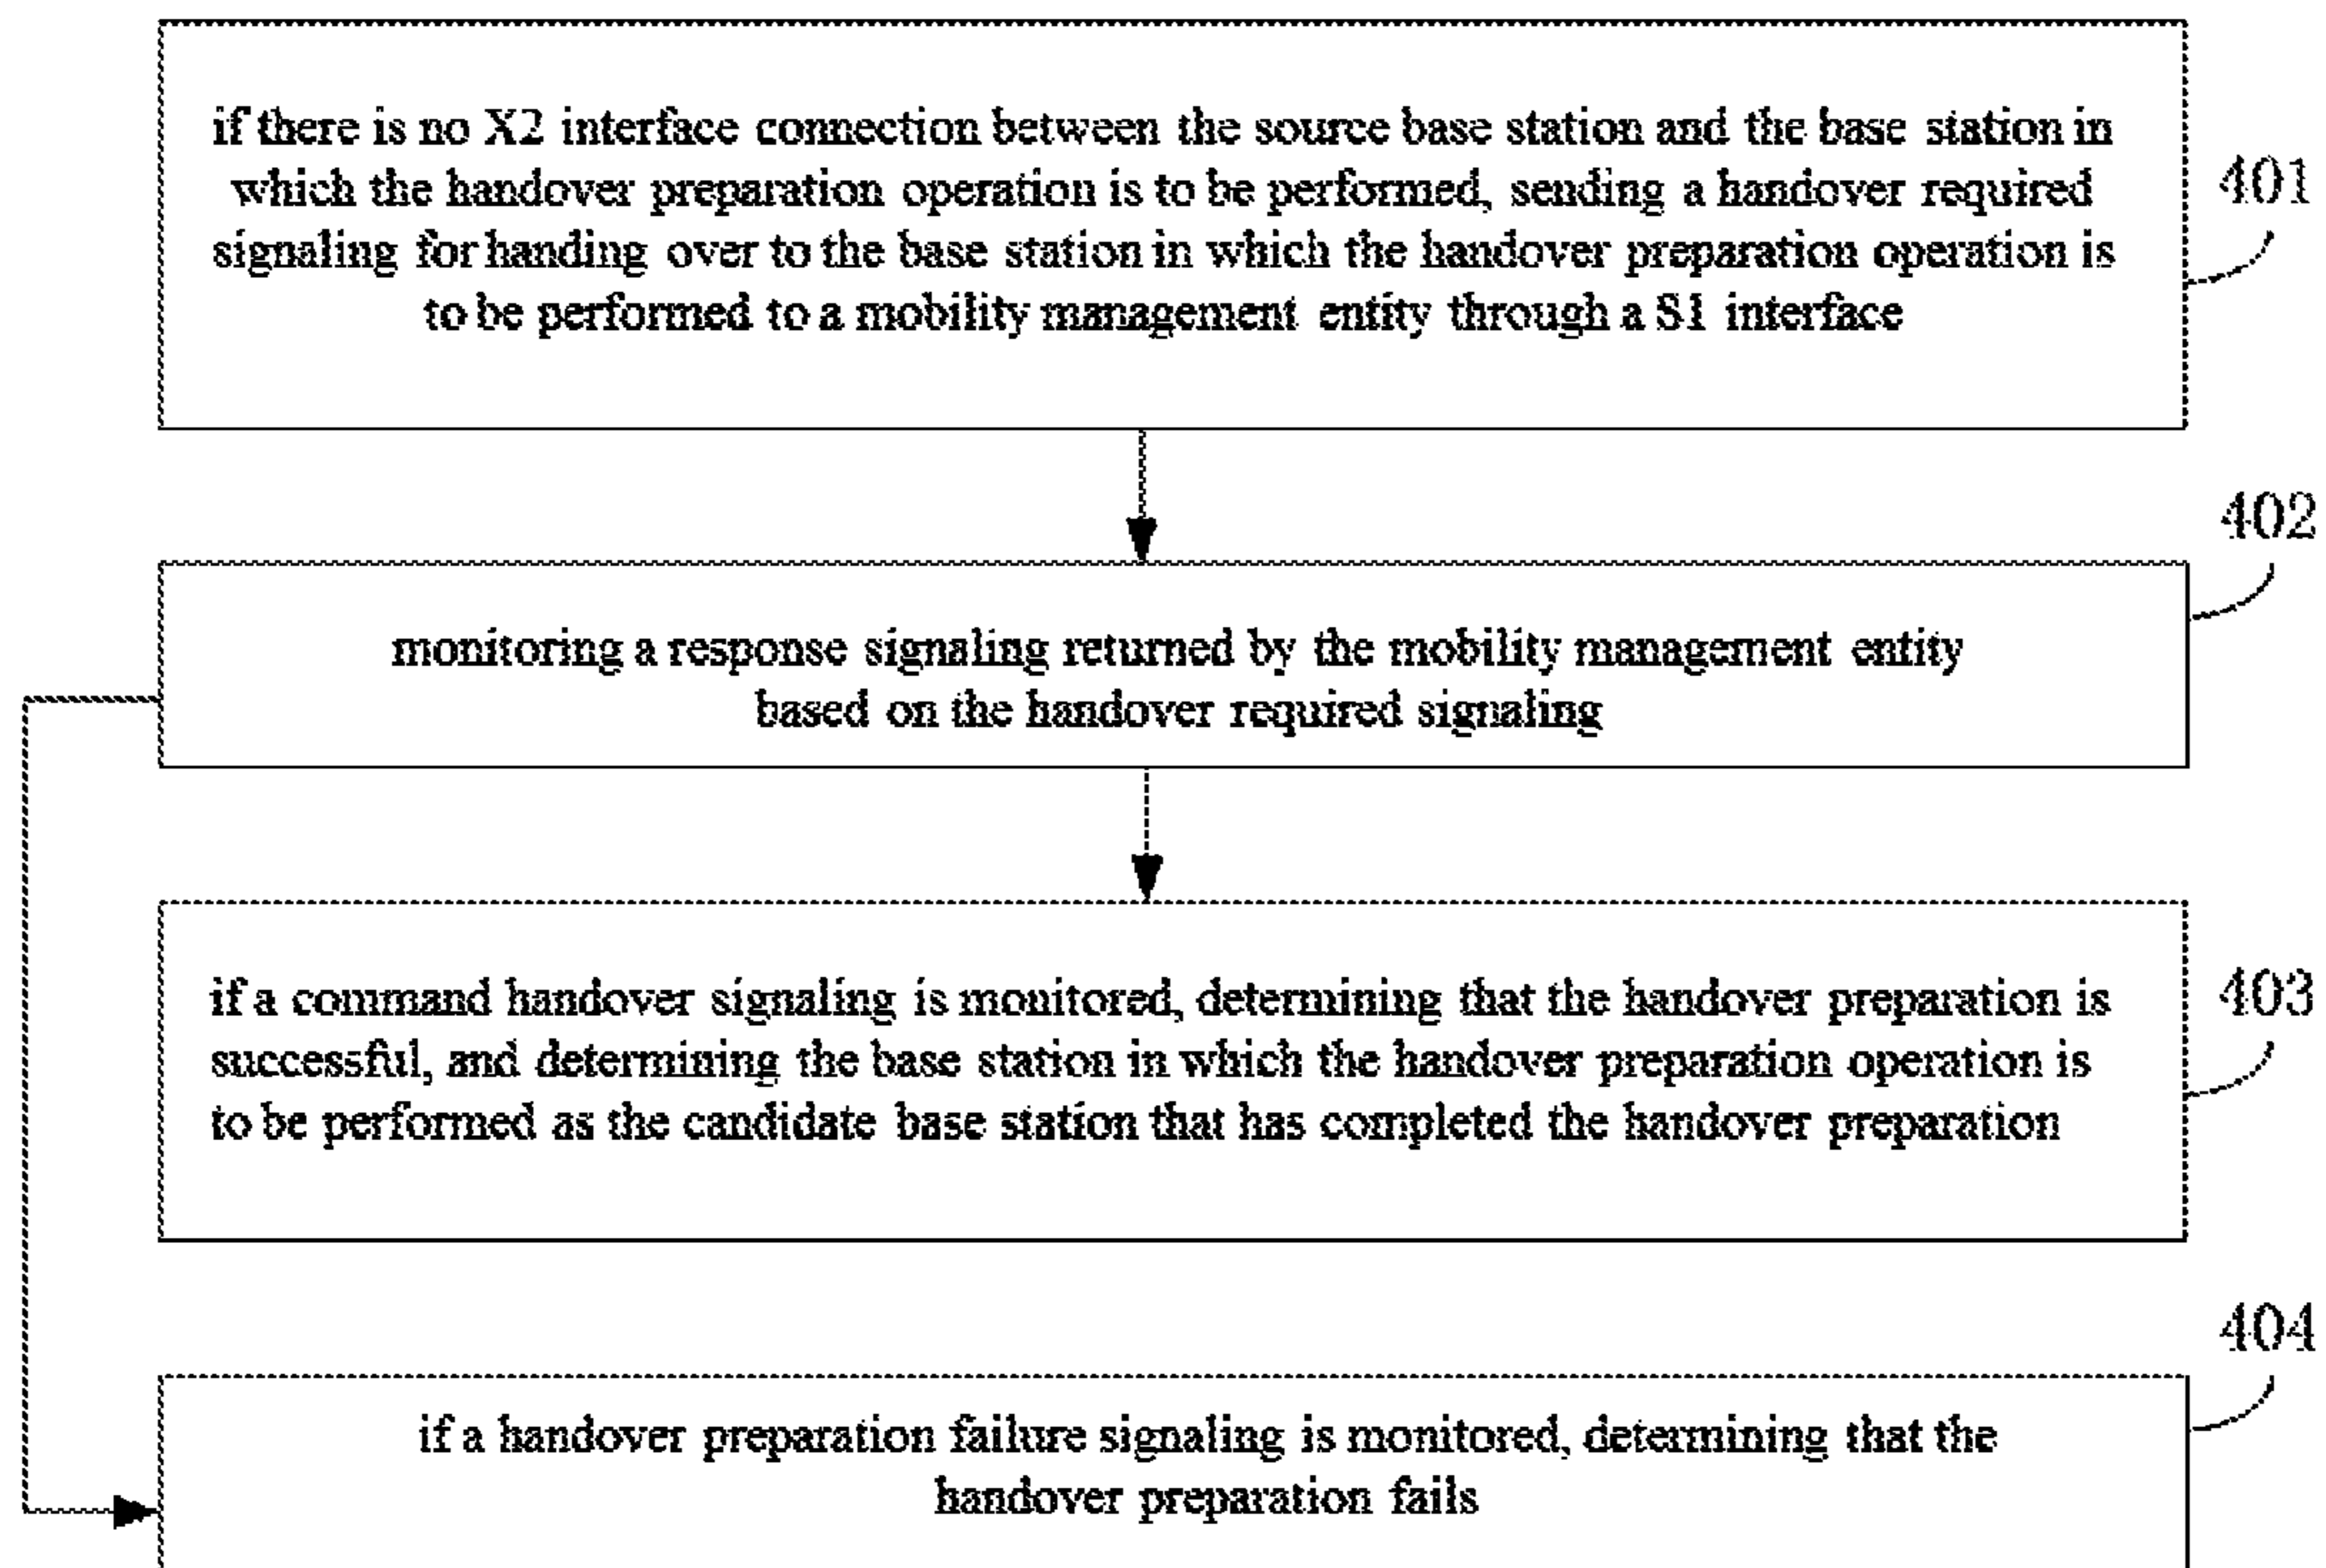 if there is no X2 interface connection between the source base station and the base station in
which the handover preparation operation is to be performed, sending a handover required
signaling for handing over to the base station in which the handover preparation operation is
to be performed to a mobility management entity through a S1 interface
401
402
monitoring a response signaling returned by the mobility management entity
based on the handover required signaling
if a command handover signaling is monitored, determining that the handover preparation is
successful, and determining the base station in which the handover preparation operation is
to be performed as the candidate base station that has completed the handover preparation
403
404
if a handover preparation failure signaling is monitored, determining that the
handover preparation fails